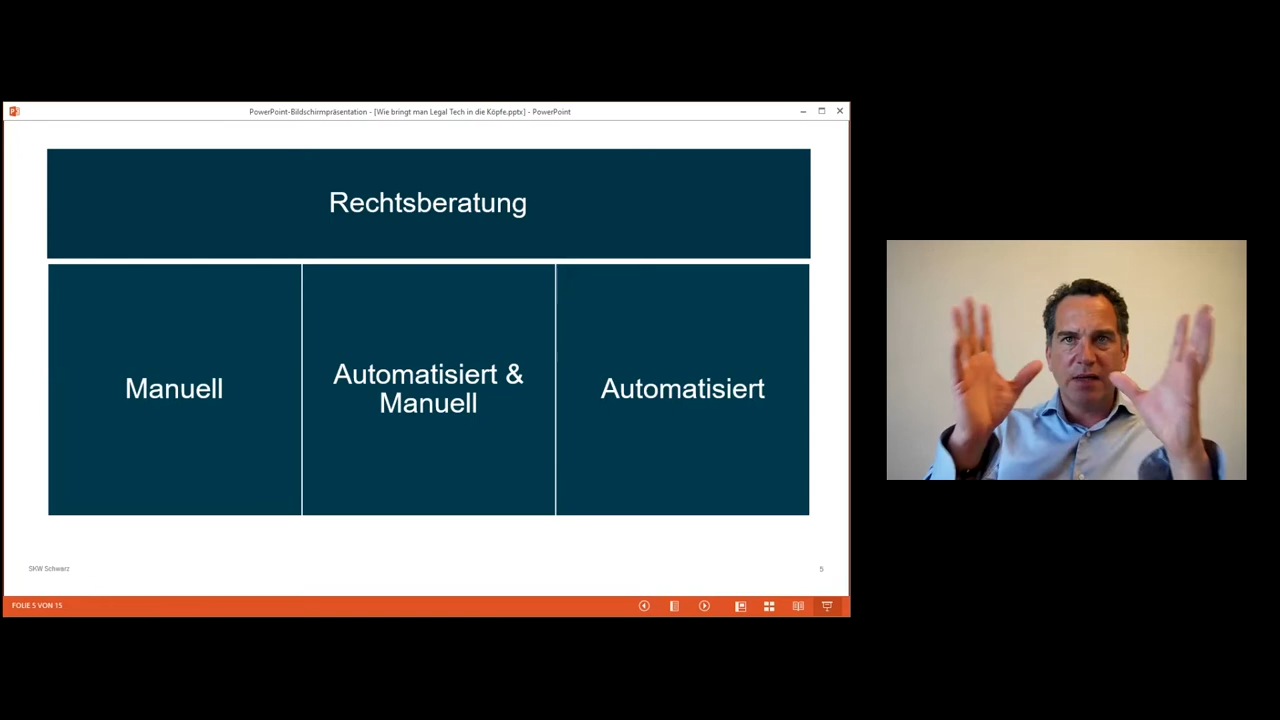 PowerPoint-Bildschirmpräsentation - [Wie bringt man Legal Tech in die Köpfe.pptx] - PowerPoint
Rechtsberatung
Manuell
Automatisiert &
Manuell
Automatisiert
SKW Schwarz
5
FOLIE 5 VON 15